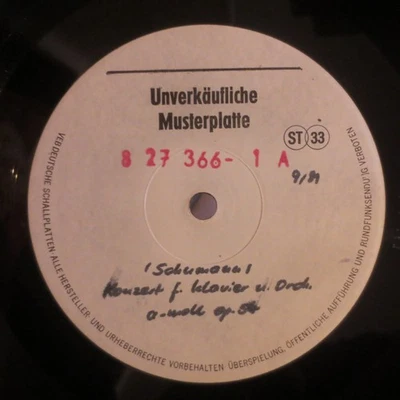 Unverkäufliche
Musterplatte
ST 33
8 27 366-1 A
9/81
(Schumann)
Konzert f. Klavier u. Orch.
a-moll op. 54
VEB DEUTSCHE SCHALLPLATTEN ALLE HERSTELLER- UND URHEBERRECHTE VORBEHALTEN ÜBERSPIELUNG, ÖFFENTLICHE AUFFÜHRUNG UND RUNDFUNKSENDUNG VERBOTEN